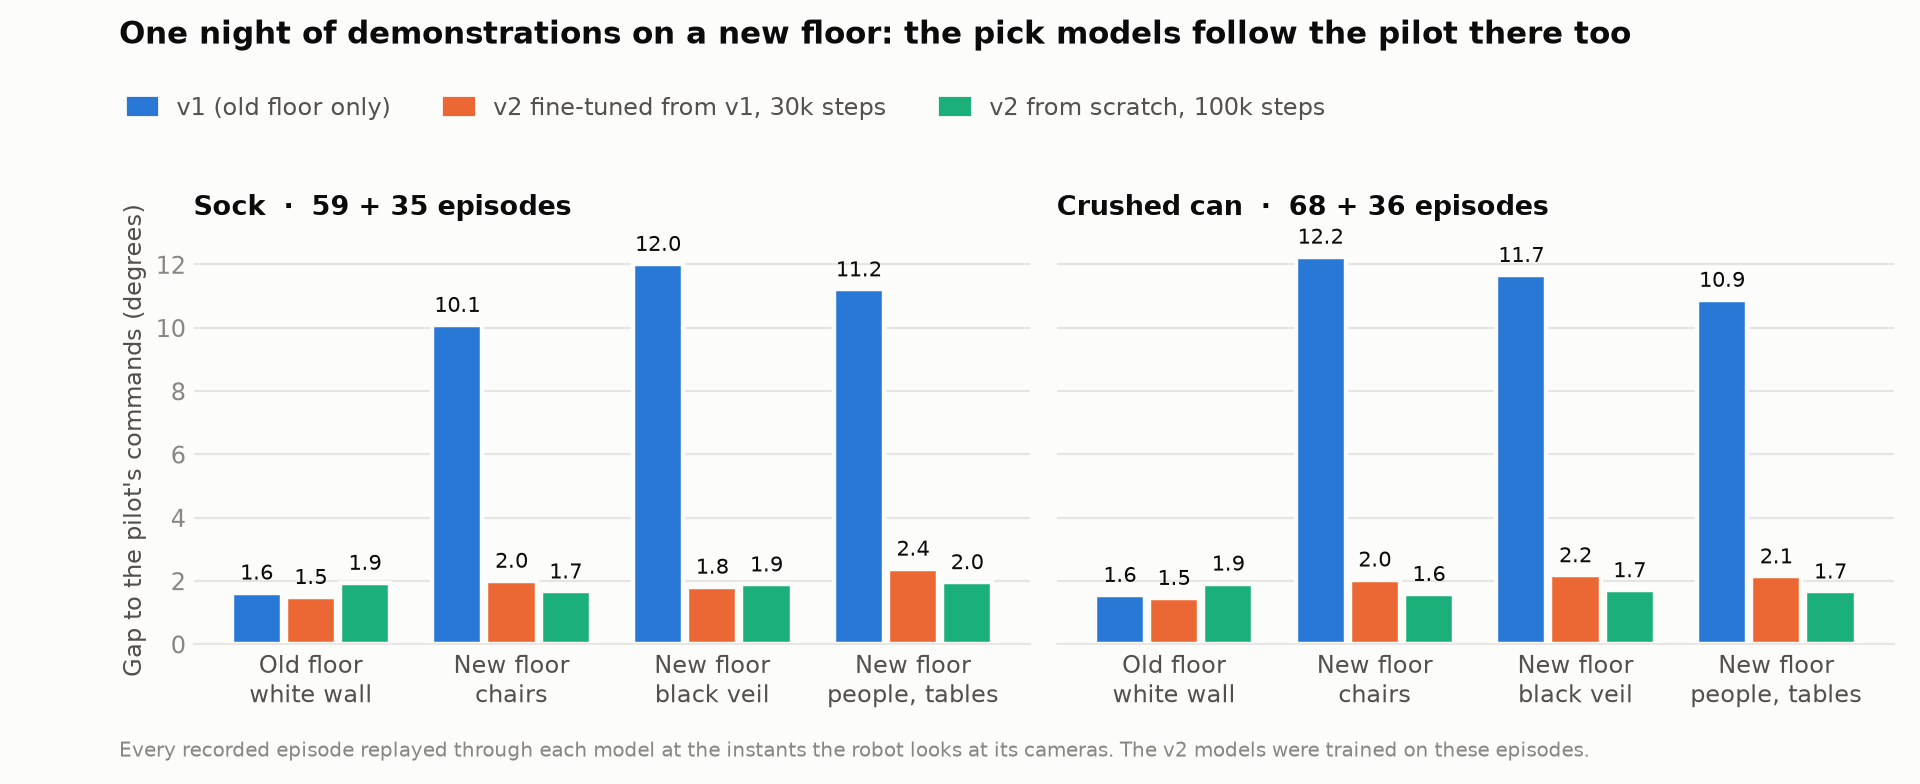 One night of demonstrations on a new floor: the pick models follow the pilot there too
v1 (old floor only)
v2 fine-tuned from v1, 30k steps
v2 from scratch, 100k steps
Sock · 59 + 35 episodes
Gap to the pilot's commands (degrees)
12
10
8
6
4
2
0
1.6
1.5
1.9
10.1
2.0
1.7
12.0
1.8
1.9
11.2
2.4
2.0
Old floor
white wall
New floor
chairs
New floor
black veil
New floor
people, tables
Crushed can · 68 + 36 episodes
1.6
1.5
1.9
12.2
2.0
1.6
11.7
2.2
1.7
10.9
2.1
1.7
Old floor
white wall
New floor
chairs
New floor
black veil
New floor
people, tables
Every recorded episode replayed through each model at the instants the robot looks at its cameras. The v2 models were trained on these episodes.